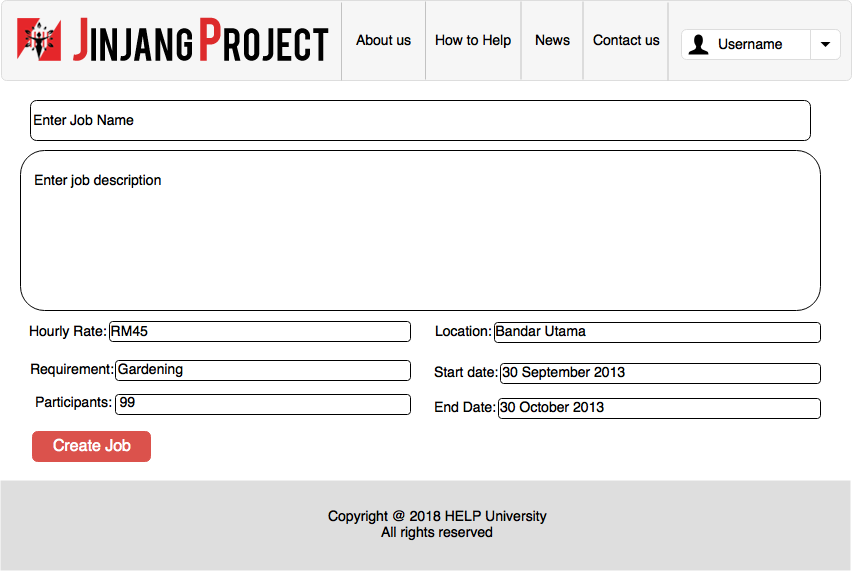 JINJANG PROJECT
About us
How to Help
News
Contact us
Username
Enter Job Name
Enter job description
Hourly Rate: RM45
Location: Bandar Utama
Requirement: Gardening
Start date: 30 September 2013
Participants: 99
End Date: 30 October 2013
Create Job
Copyright @ 2018 HELP University
All rights reserved